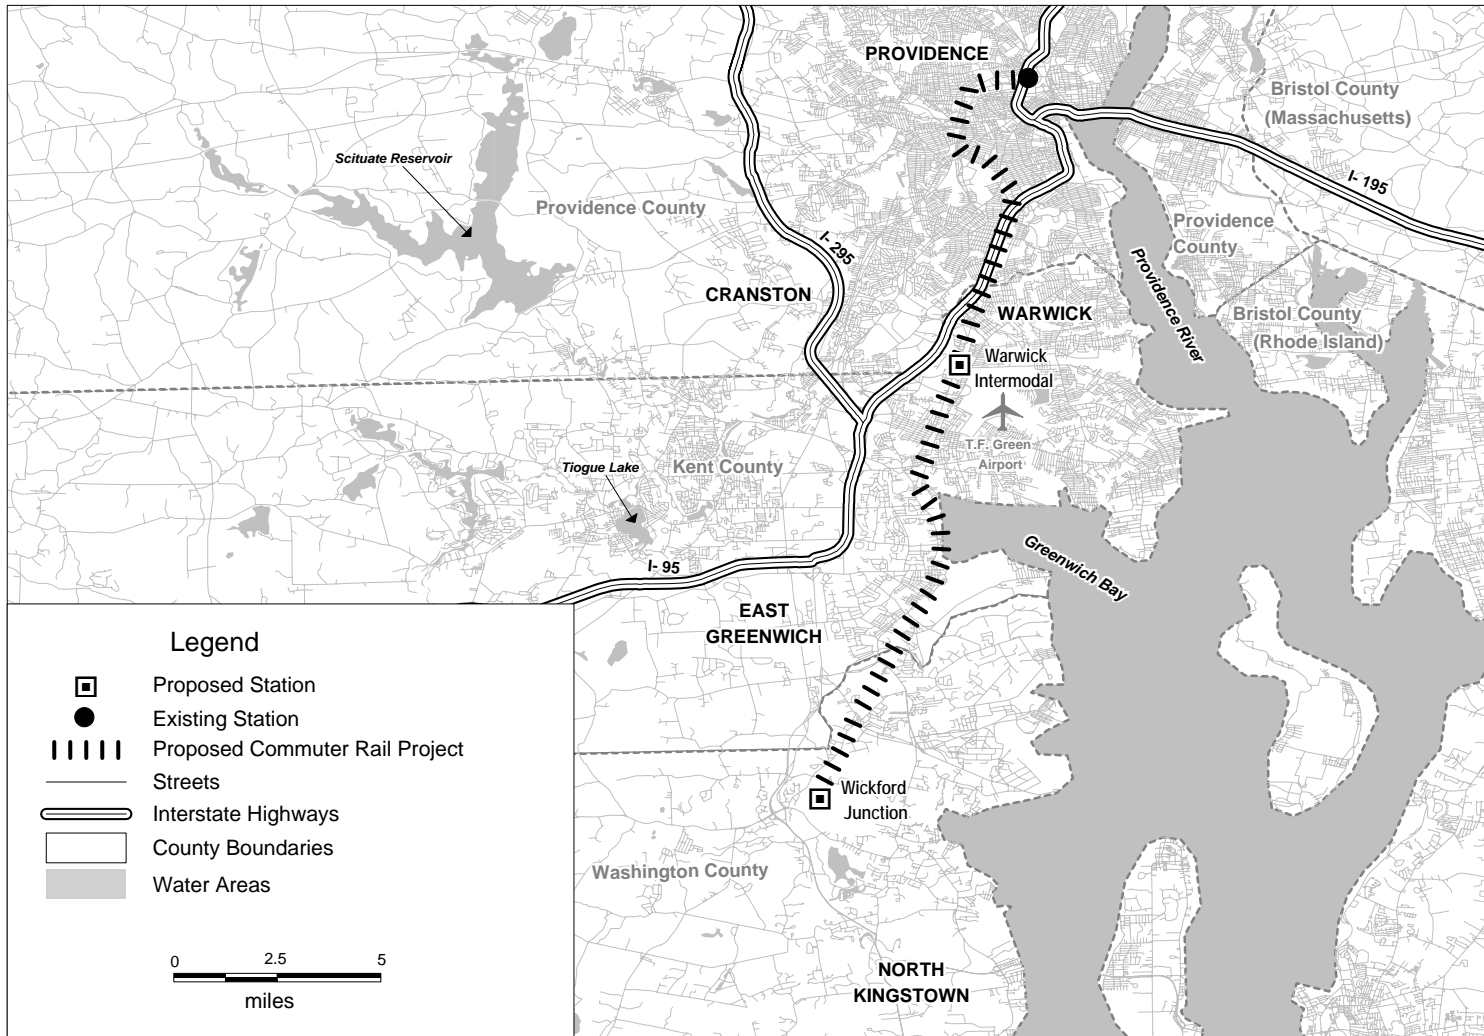 PROVIDENCE
Bristol County
(Massachusetts)
Scituate Reservoir
I- 195
Providence County
Providence
County
I- 295
Providence River
CRANSTON
WARWICK
Bristol County
(Rhode Island)
Warwick
Intermodal
T.F. Green
Airport
Tiogue Lake
Kent County
Greenwich Bay
I- 95
EAST
GREENWICH
Legend
Proposed Station
Existing Station
Proposed Commuter Rail Project
Streets
Interstate Highways
County Boundaries
Water Areas
0 2.5 5
miles
Wickford
Junction
Washington County
NORTH
KINGSTOWN